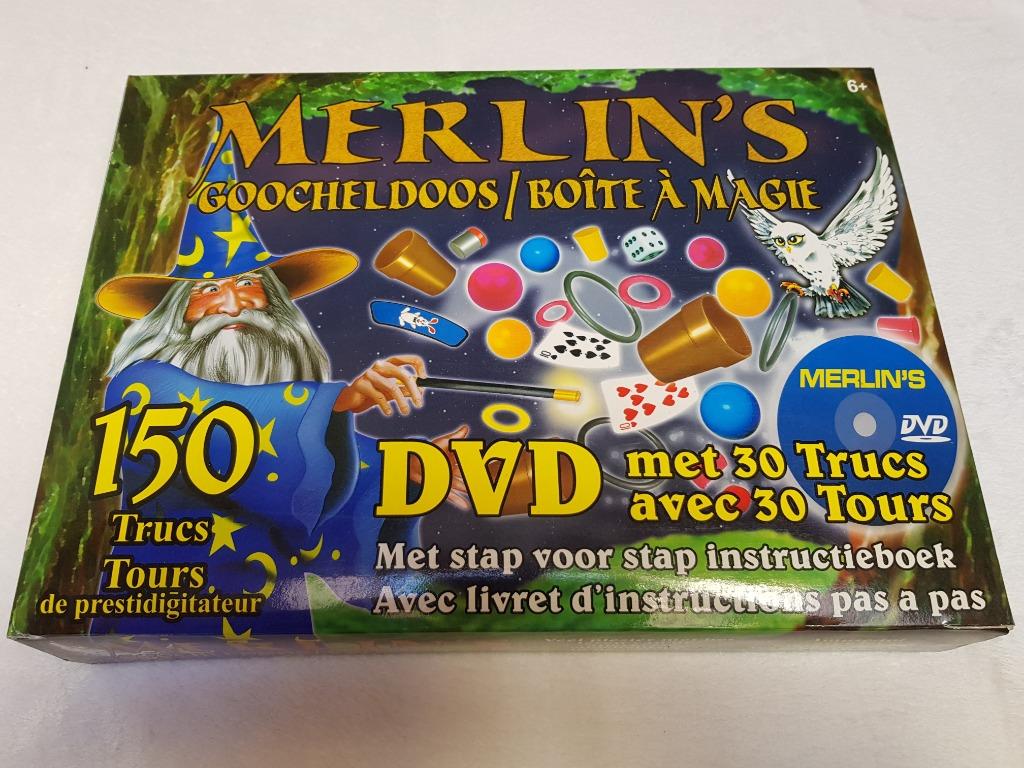 6+
MERLIN'S
GOOCHELDOOS / BOÎTE À MAGIE
MERLIN'S
DVD
150
Trucs
Tours
de prestidigitateur
DVD met 30 Trucs
avec 30 Tours
Met stap voor stap instructieboek
Avec livret d'instructions pas a pas